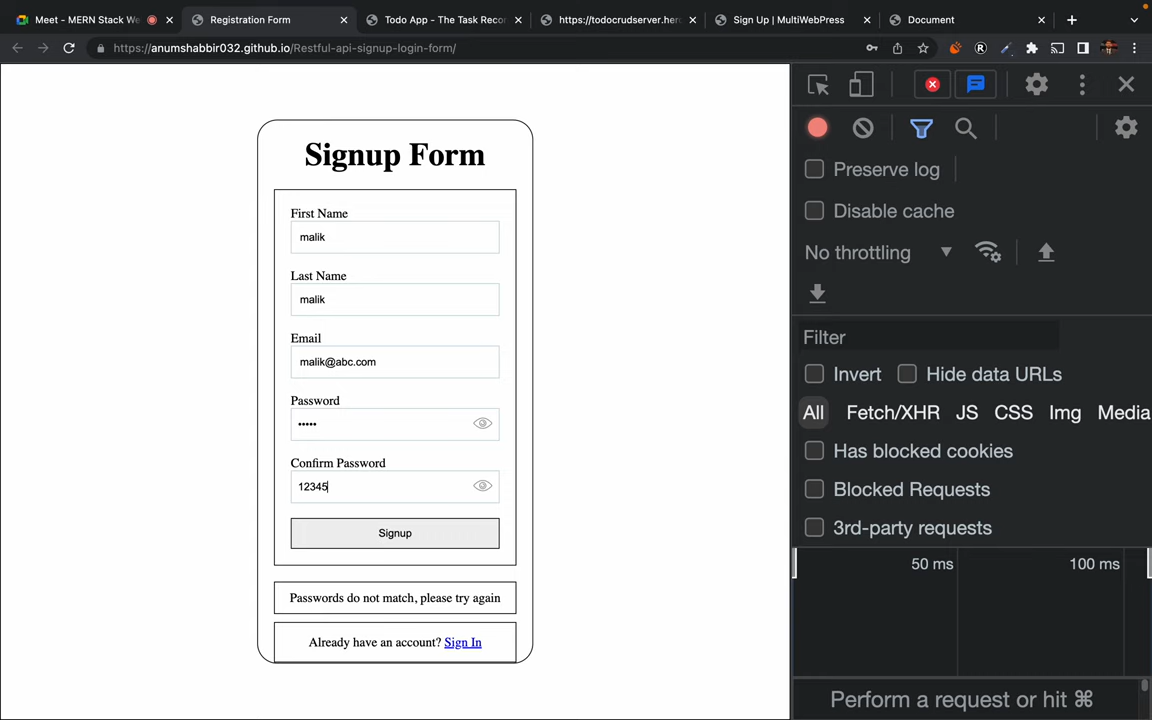 Meet - MERN Stack We
Registration Form
Todo App - The Task Recor
https://todocrudserver.her
Sign Up | MultiWebPress
Document
https://anumshabbir032.github.io/Restful-api-signup-login-form/
Signup Form
First Name
malik
Last Name
malik
Email
malik@abc.com
Password
•••••
Confirm Password
12345
Signup
Passwords do not match, please try again
Already have an account? Sign In
Preserve log
Disable cache
No throttling
Filter
Invert
Hide data URLs
All Fetch/XHR JS CSS Img Media
Has blocked cookies
Blocked Requests
3rd-party requests
50 ms 100 ms
Perform a request or hit ⌘